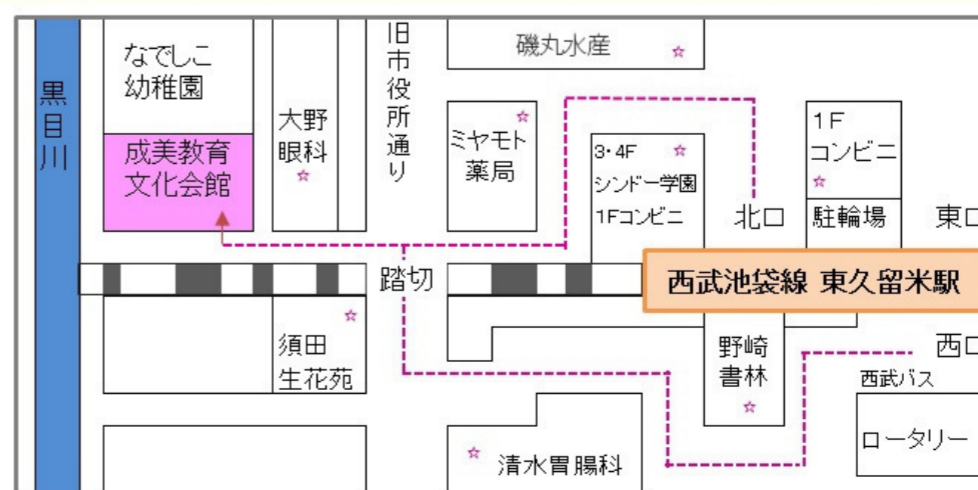 黒目川
なでしこ
幼稚園
成美教育
文化会館
大野
眼科
旧市役所通り
磯丸水産
ミヤモト
薬局
3・4F
シンドー学園
1Fコンビニ
北口
1F
コンビニ
駐輪場
東口
踏切
西武池袋線 東久留米駅
須田
生花苑
野崎
書林
西口
西武バス
ロータリー
清水胃腸科